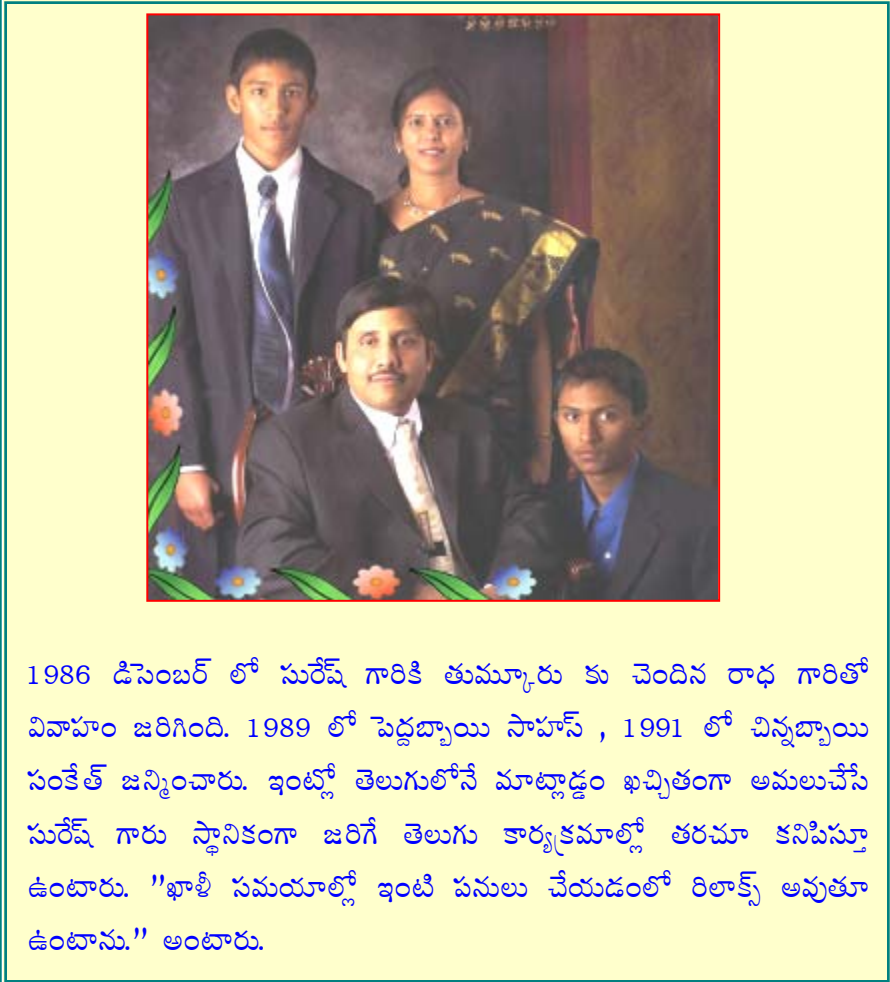 1986 డిసెంబర్ లో సురేష్ గారికి తుమ్కూరు కు చెందిన రాధ గారితో
వివాహం జరిగింది. 1989 లో పెద్దబ్బాయి సాహస్ , 1991 లో చిన్నబ్బాయి
సంకేత్ జన్మించారు. ఇంట్లో తెలుగులోనే మాట్లాడ్డం ఖచ్చితంగా అమలుచేసే
సురేష్ గారు స్థానికంగా జరిగే తెలుగు కార్యక్రమాల్లో తరచూ కనిపిస్తూ
ఉంటారు. ”ఖాళీ సమయాల్లో ఇంటి పనులు చేయడంలో రిలాక్స్ అవుతూ
ఉంటాను.” అంటారు.